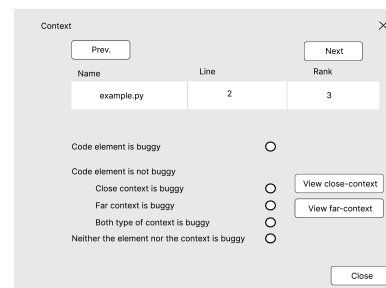 Context
Prev. Next
Name Line Rank
example.py 2 3
Code element is buggy
Code element is not buggy
Close context is buggy View close-context
Far context is buggy View far-context
Both type of context is buggy
Neither the element nor the context is buggy
Close